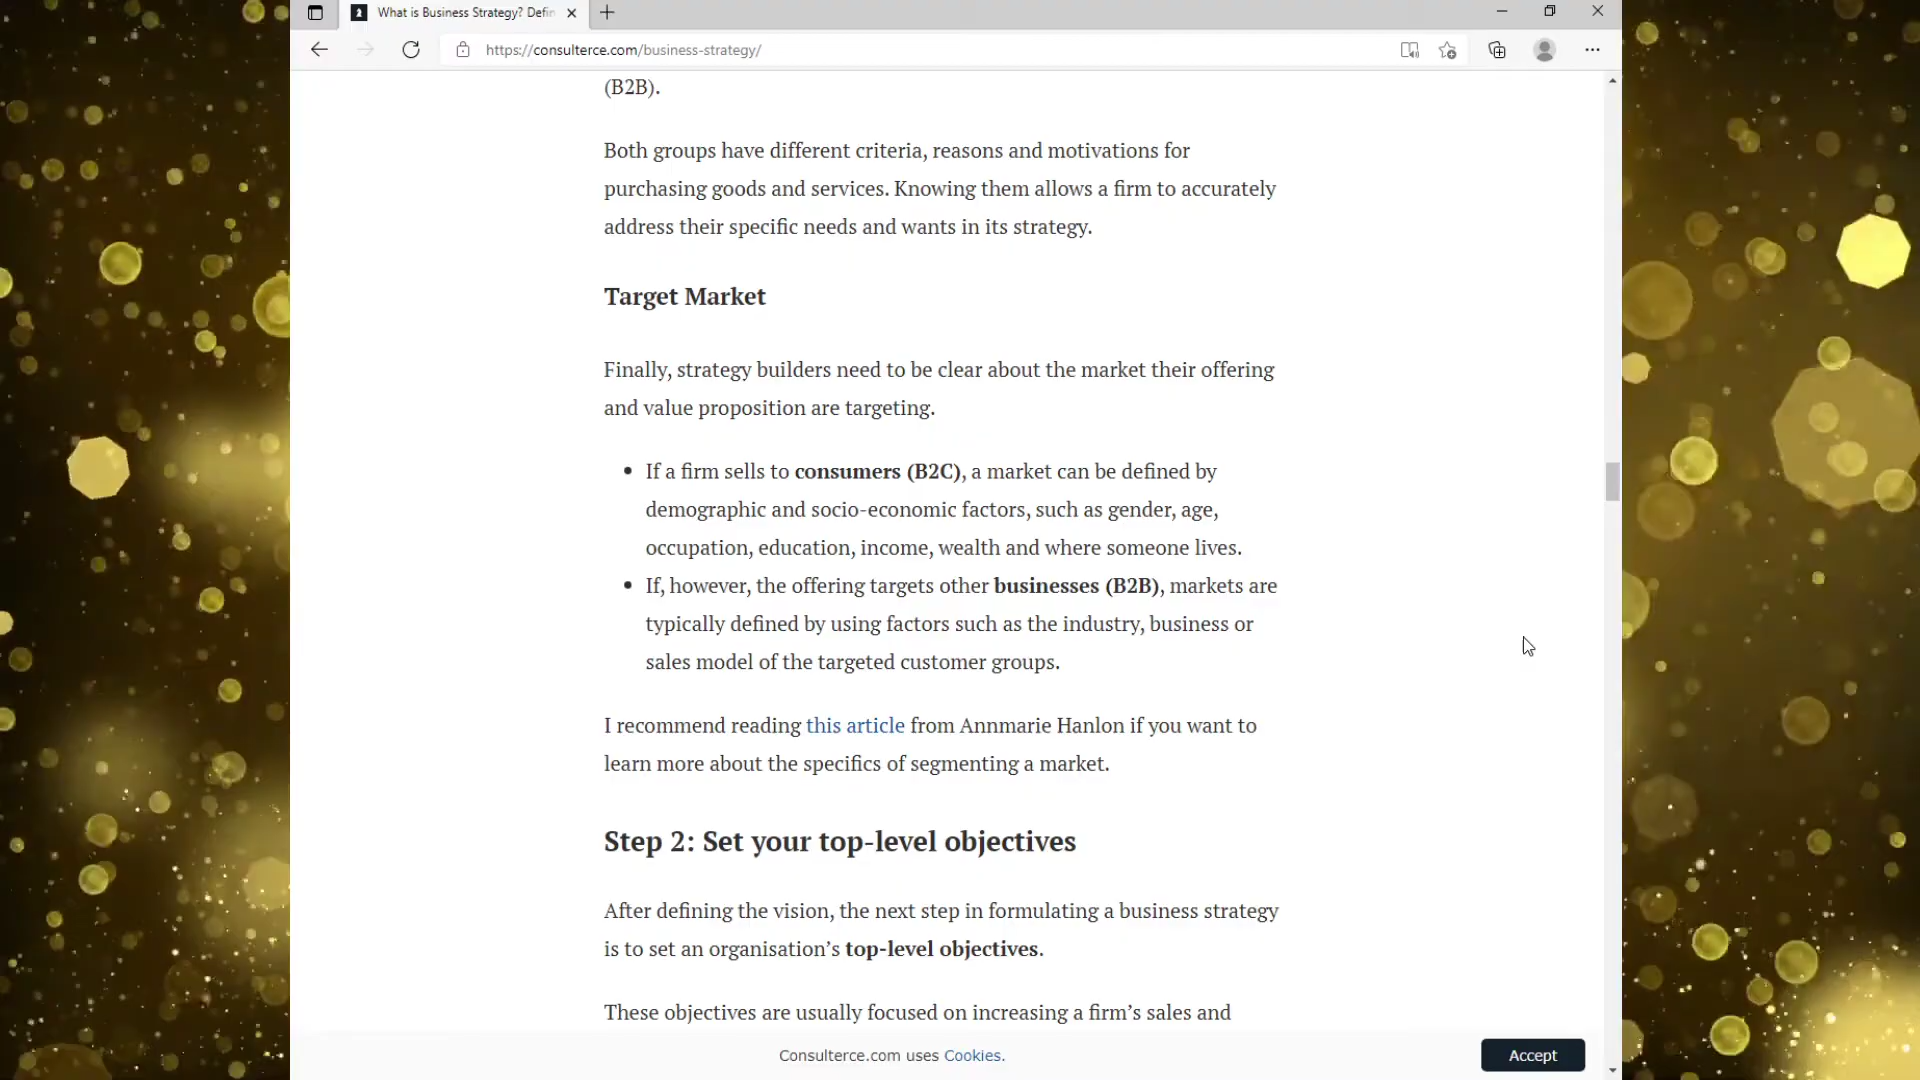 What is Business Strategy? Defin
https://consulterce.com/business-strategy/
(B2B).
Both groups have different criteria, reasons and motivations for
purchasing goods and services. Knowing them allows a firm to accurately
address their specific needs and wants in its strategy.
Target Market
Finally, strategy builders need to be clear about the market their offering
and value proposition are targeting.
If a firm sells to consumers (B2C), a market can be defined by
demographic and socio-economic factors, such as gender, age,
occupation, education, income, wealth and where someone lives.
If, however, the offering targets other businesses (B2B), markets are
typically defined by using factors such as the industry, business or
sales model of the targeted customer groups.
I recommend reading this article from Annmarie Hanlon if you want to
learn more about the specifics of segmenting a market.
Step 2: Set your top-level objectives
After defining the vision, the next step in formulating a business strategy
is to set an organisation’s top-level objectives.
These objectives are usually focused on increasing a firm’s sales and
Consulterce.com uses Cookies.
Accept